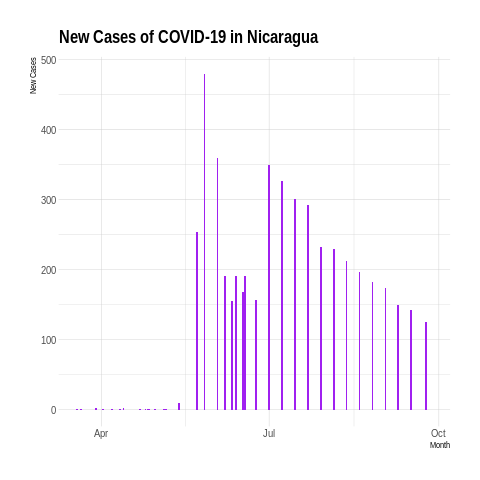 New Cases of COVID-19 in Nicaragua
New Cases
500
400
300
200
100
0
Apr
Jul
Oct
Month